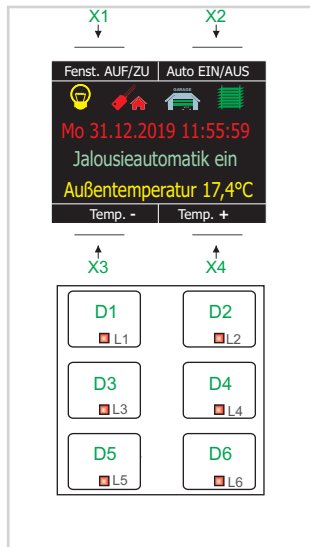 X1 X2
Fenst. AUF/ZU Auto EIN/AUS
GARAGE
Mo 31.12.2019 11:55:59
Jalousieautomatik ein
Außentemperatur 17,4°C
Temp. - Temp. +
X3 X4
D1 D2
L1 L2
D3 D4
L3 L4
D5 D6
L5 L6